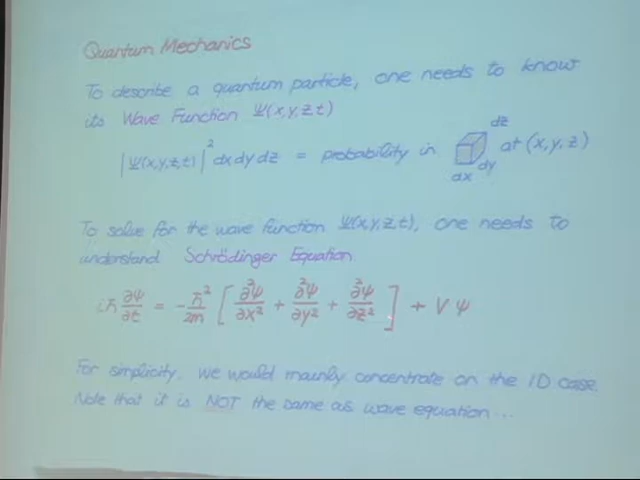 Quantum Mechanics
To describe a quantum particle, one needs to know
its Wave Function Ψ(x,y,z,t)
|Ψ(x,y,z,t)|² dx dy dz = probability in dx dy dz at (x,y,z)
To solve for the wave function Ψ(x,y,z,t), one needs to
understand Schrödinger Equation.
iħ ∂Ψ/∂t = -ħ²/2m [∂²Ψ/∂x² + ∂²Ψ/∂y² + ∂²Ψ/∂z²] + VΨ
For simplicity, we would mainly concentrate on the 1D case.
Note that it is NOT the same as wave equation...